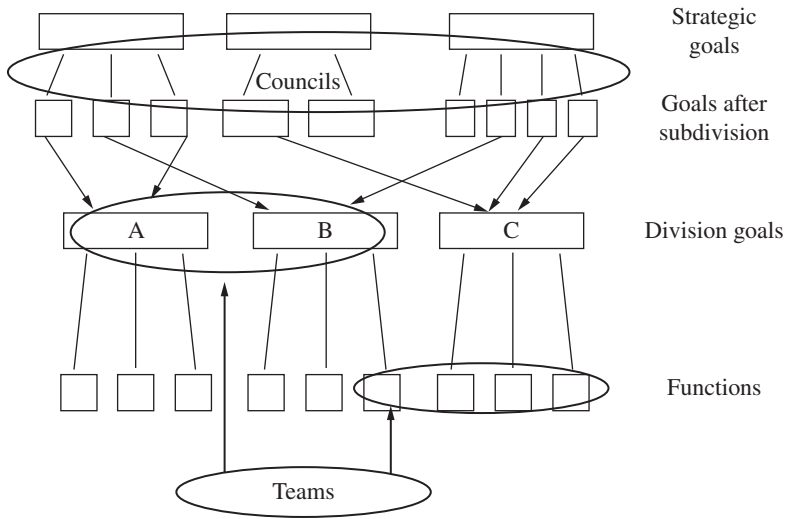 Strategic
goals
Councils
Goals after
subdivision
A
B
C
Division goals
Functions
Teams